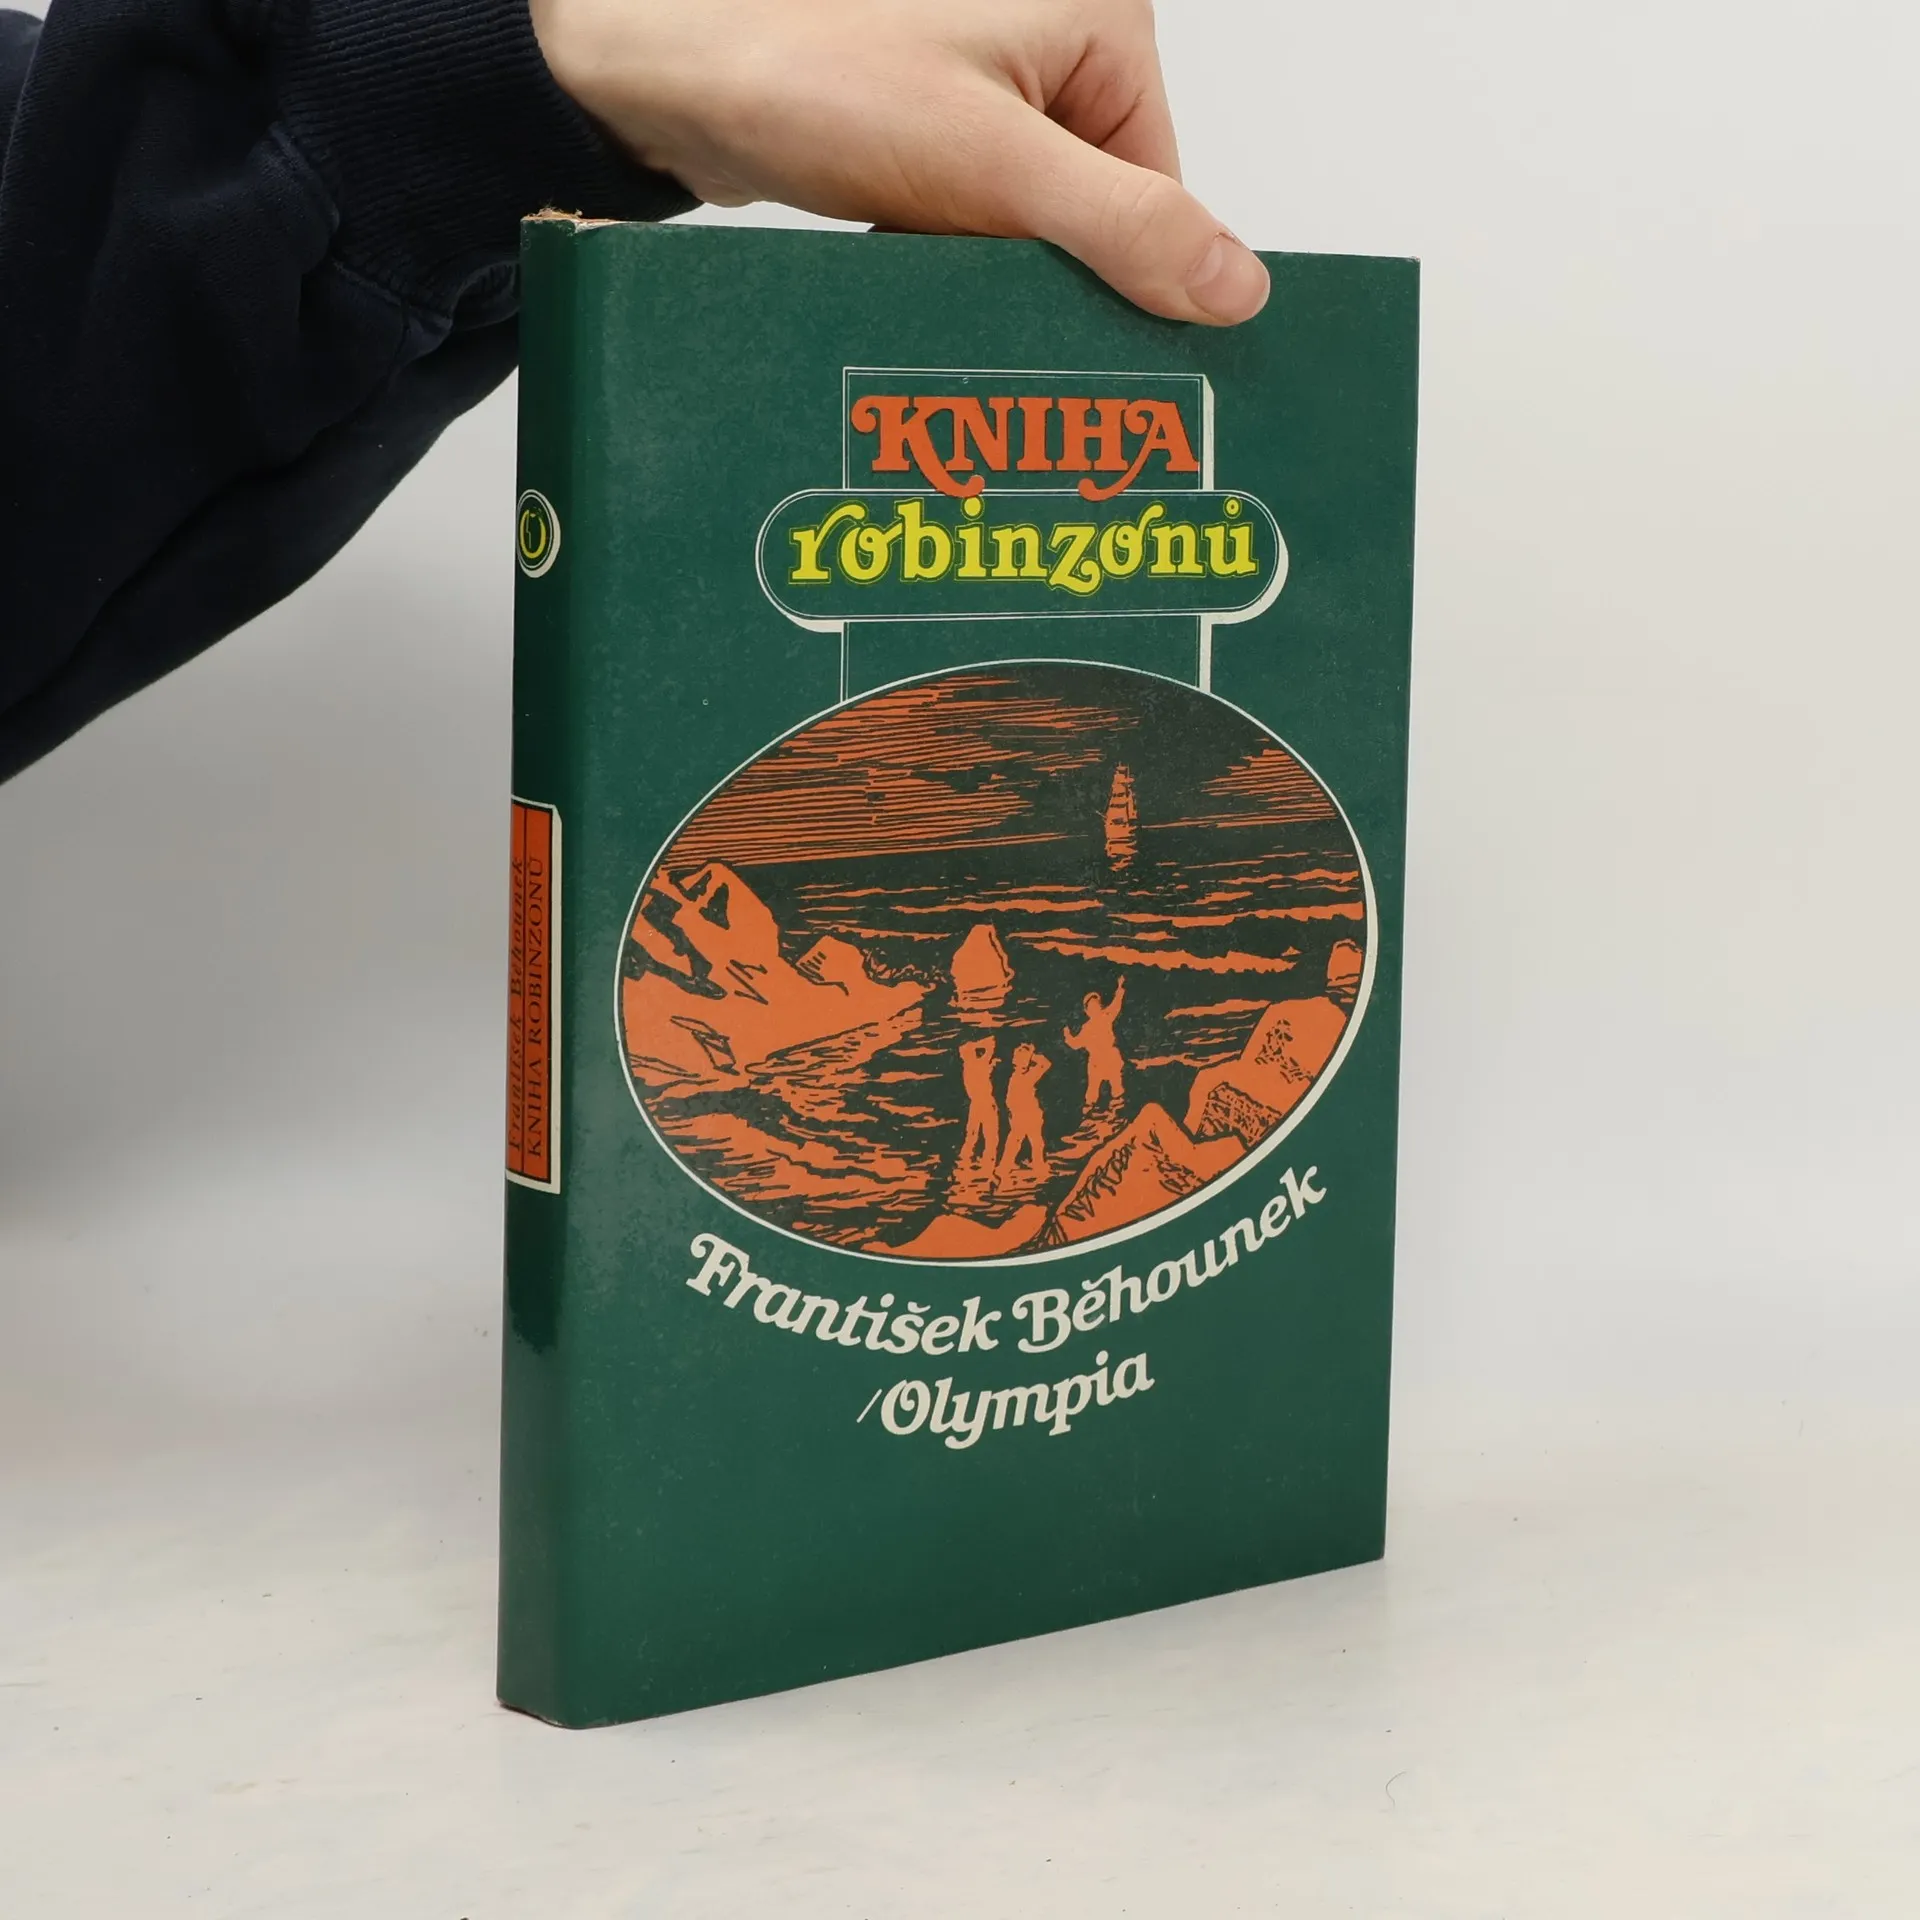 KNIHA
robinzonů
František Běhounek
/Olympia
František Běhounek
KNIHA ROBINZONŮ